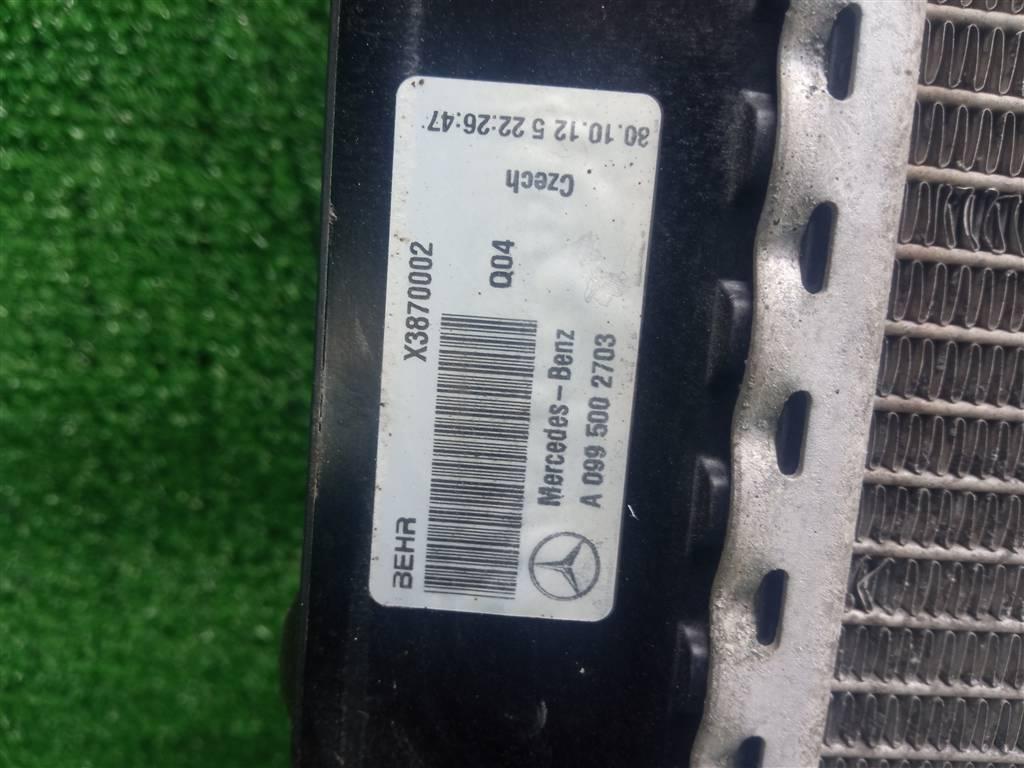 BEHR X3870002
Q04
Mercedes-Benz
A 099 500 2703
Czech
30.10.12 5 22:26:47